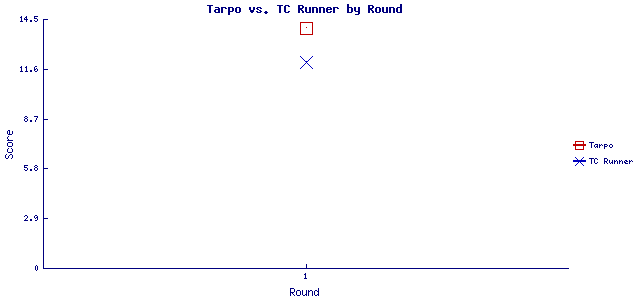 Tarpo vs. TC Runner by Round
14.5
11.6
8.7
5.8
2.9
0
Score
1
Round
Tarpo
TC Runner